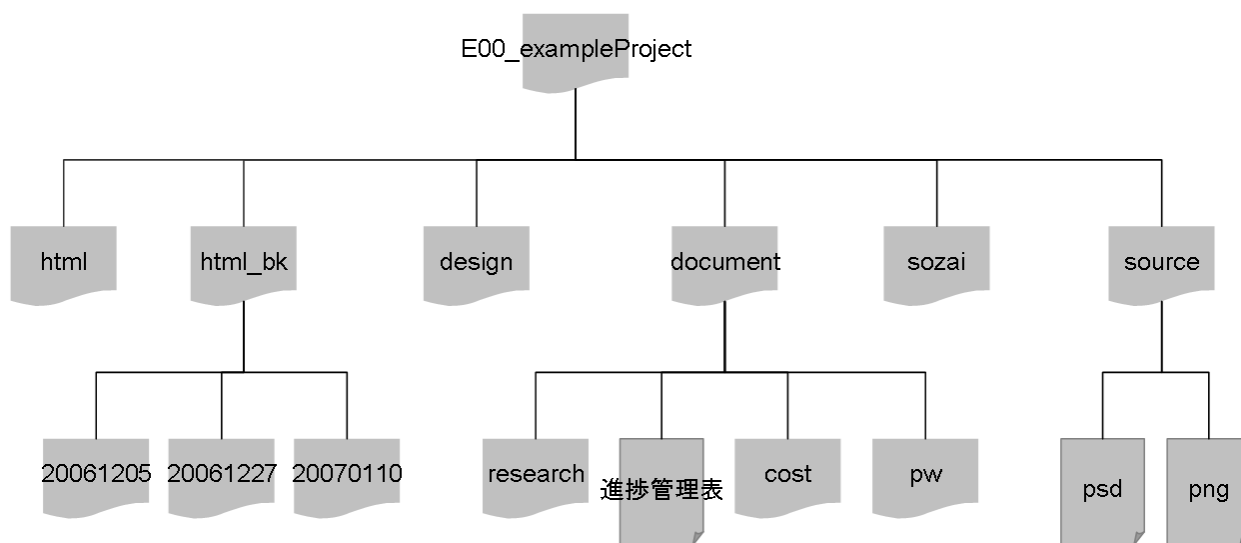 E00_exampleProject
html
html_bk
design
document
sozai
source
20061205
20061227
20070110
research
進捗管理表
cost
pw
psd
png